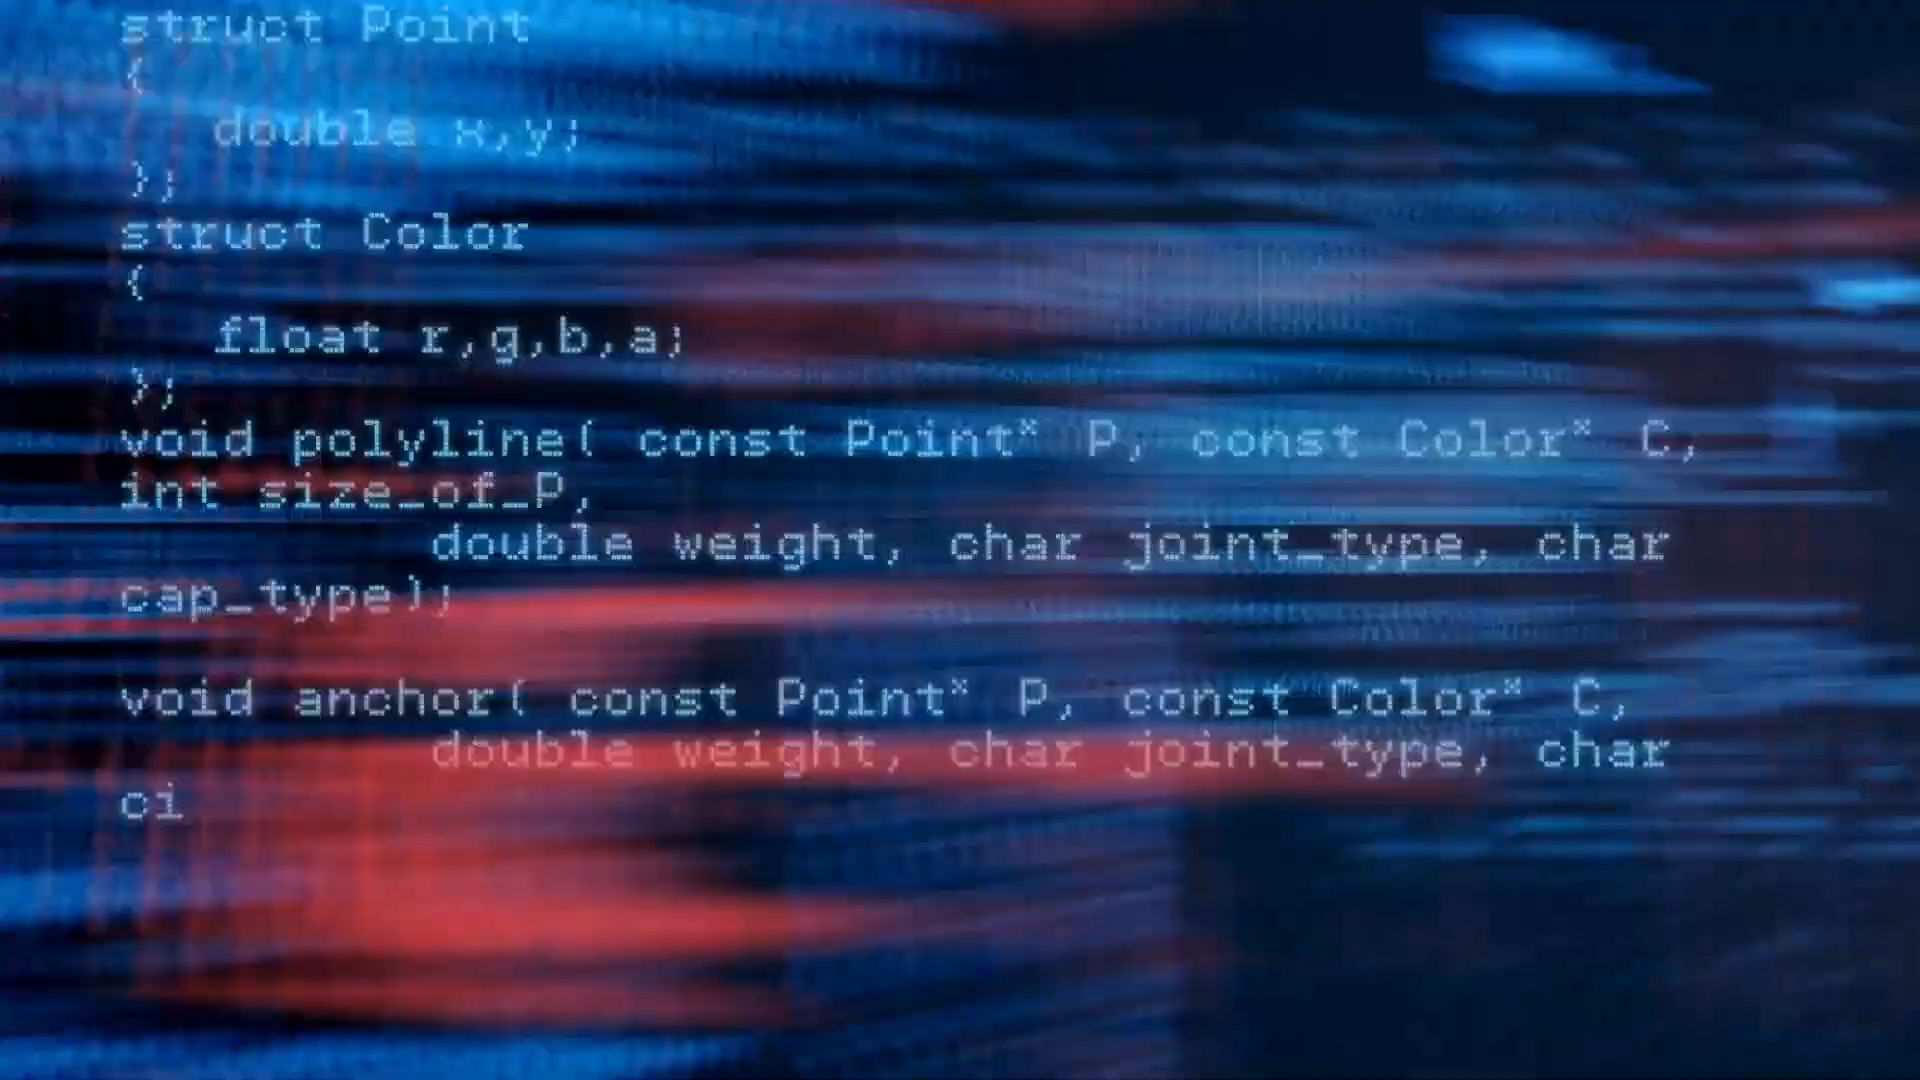 struct Point
{
double x,y;
};
struct Color
{
float r,g,b,a;
};
void polyline( const Point* P, const Color* C,
int size_of_P,
double weight, char joint_type, char
cap_type);
void anchor( const Point* P, const Color* C,
double weight, char joint_type, char
ci